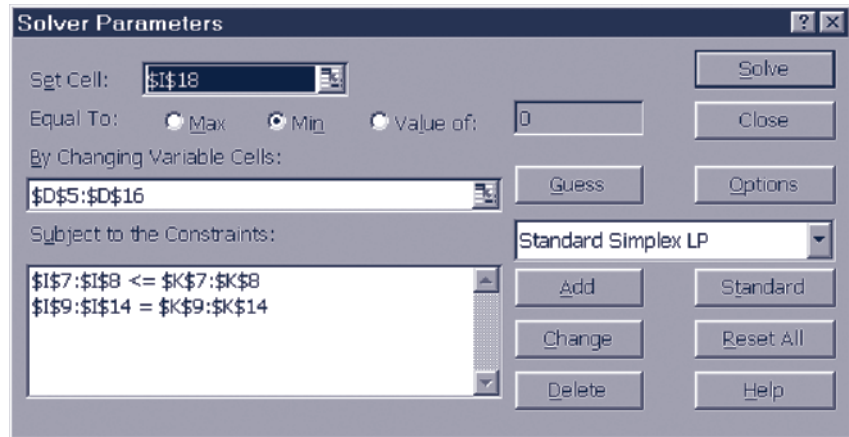 Solver Parameters
Set Cell: $I$18 Solve
Equal To: Max Min Value of: 0 Close
By Changing Variable Cells:
$D$5:$D$16 Guess Options
Subject to the Constraints: Standard Simplex LP
$I$7:$I$8 <= $K$7:$K$8 Add Standard
$I$9:$I$14 = $K$9:$K$14
Change Reset All
Delete Help